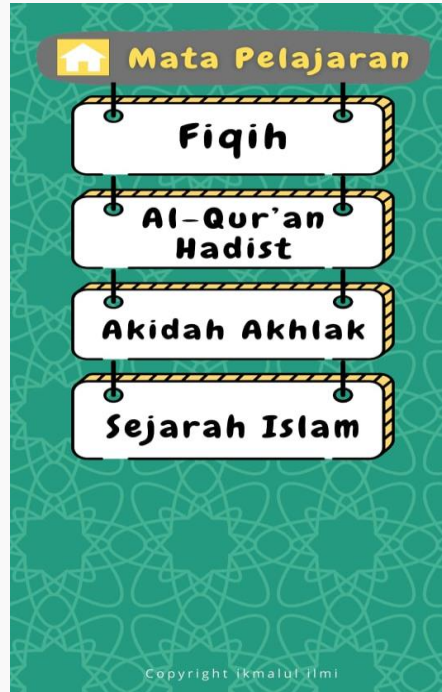 Mata Pelajaran
Fiqih
Al-Qur'an
Hadist
Akidah Akhlak
Sejarah Islam
Copyright ikmalul ilmi